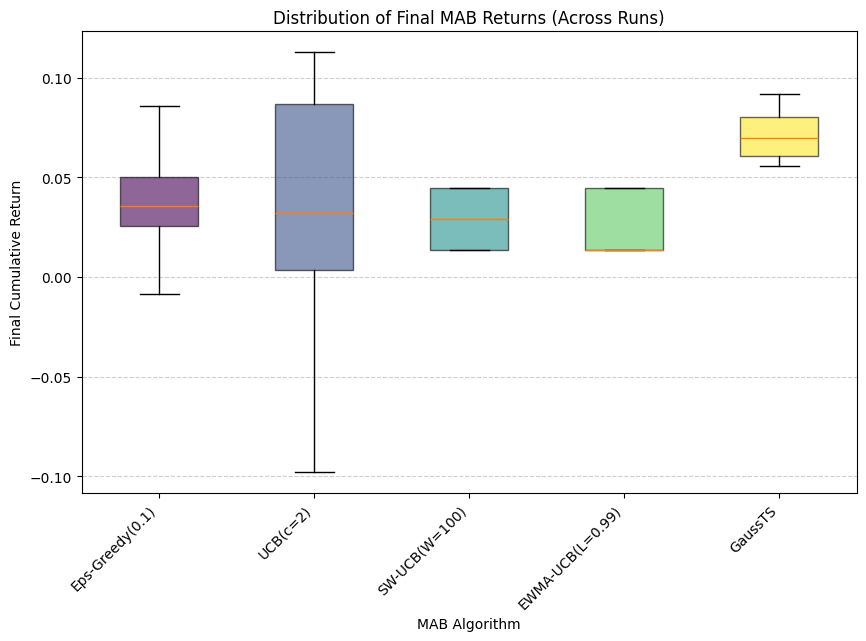 Distribution of Final MAB Returns (Across Runs)
Final Cumulative Return
0.10
0.05
0.00
−0.05
−0.10
Eps-Greedy(0.1)
UCB(c=2)
SW-UCB(W=100)
EWMA-UCB(L=0.99)
GaussTS
MAB Algorithm